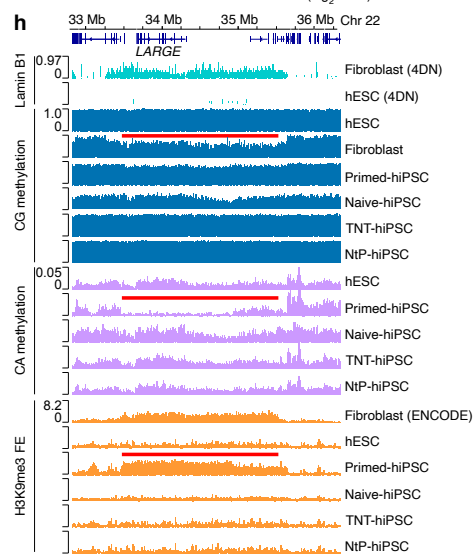 h
33 Mb 34 Mb 35 Mb 36 Mb Chr 22
LARGE
Lamin B1
0.97
0
Fibroblast (4DN)
hESC (4DN)
CG methylation
1.0
0
hESC
Fibroblast
Primed-hiPSC
Naive-hiPSC
TNT-hiPSC
NtP-hiPSC
CA methylation
0.05
0
hESC
Primed-hiPSC
Naive-hiPSC
TNT-hiPSC
NtP-hiPSC
H3K9me3 FE
8.2
0
Fibroblast (ENCODE)
hESC
Primed-hiPSC
Naive-hiPSC
TNT-hiPSC
NtP-hiPSC